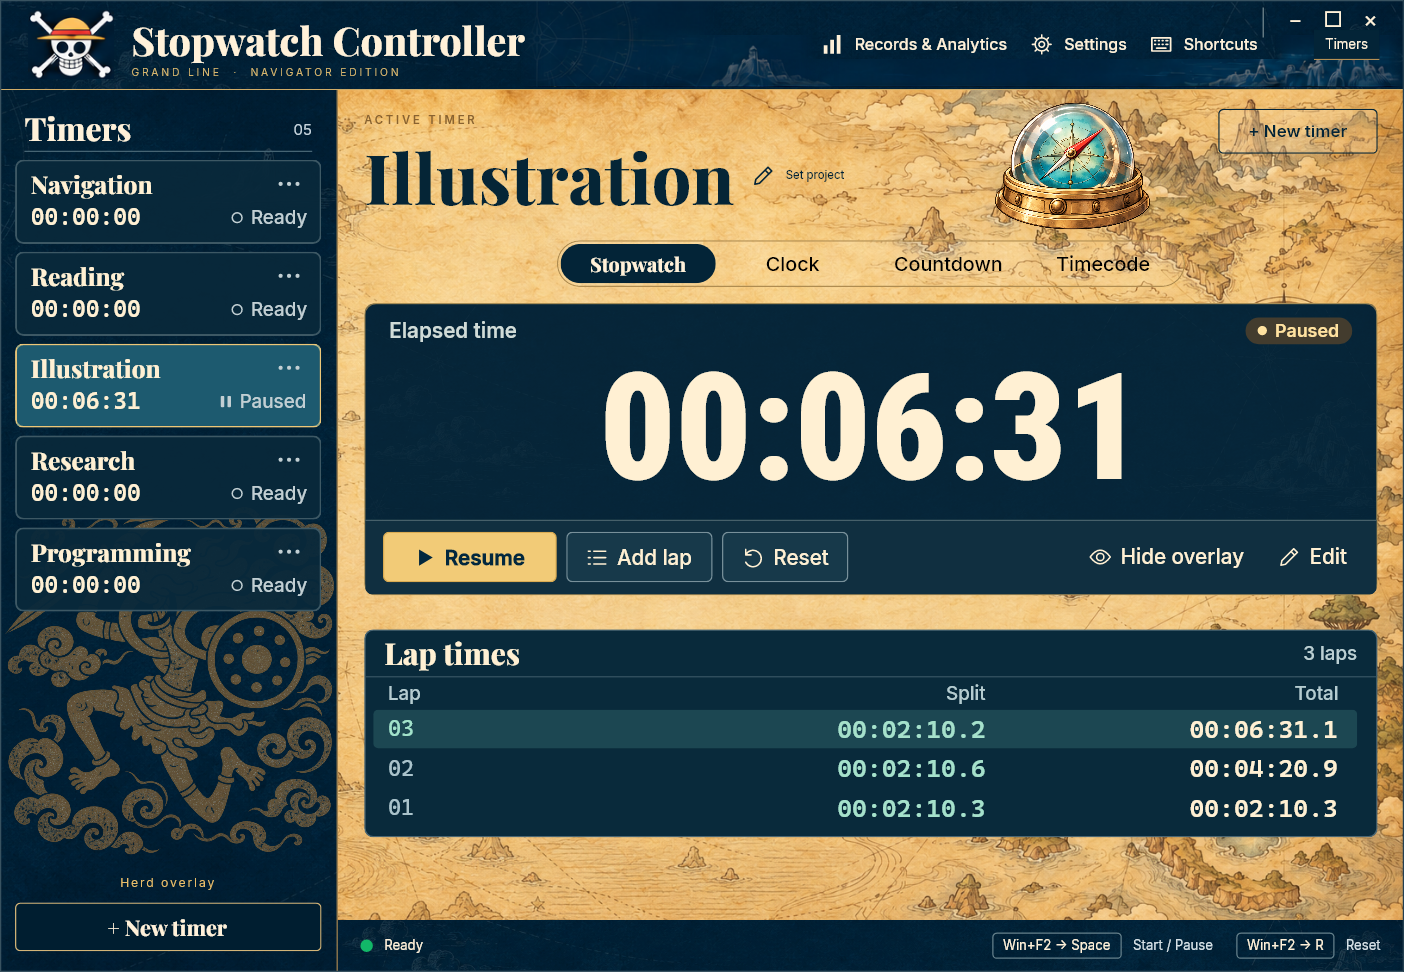 Stopwatch Controller
GRAND LINE · NAVIGATOR EDITION
Records & Analytics
Settings
Shortcuts
Timers
Timers
05
Navigation
00:00:00
Ready
Reading
00:00:00
Ready
Illustration
00:06:31
Paused
Research
00:00:00
Ready
Programming
00:00:00
Ready
Herd overlay
+ New timer
ACTIVE TIMER
Illustration
Set project
+ New timer
Stopwatch
Clock
Countdown
Timecode
Elapsed time
Paused
00:06:31
Resume
Add lap
Reset
Hide overlay
Edit
Lap times
3 laps
Lap Split Total
03 00:02:10.2 00:06:31.1
02 00:02:10.6 00:04:20.9
01 00:02:10.3 00:02:10.3
Ready
Win+F2 → Space
Start / Pause
Win+F2 → R
Reset